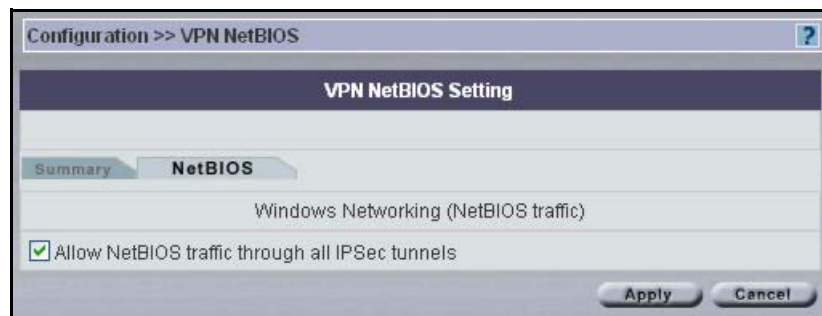 Configuration >> VPN NetBIOS
?
VPN NetBIOS Setting
Summary NetBIOS
Windows Networking (NetBIOS traffic)
Allow NetBIOS traffic through all IPSec tunnels
Apply Cancel